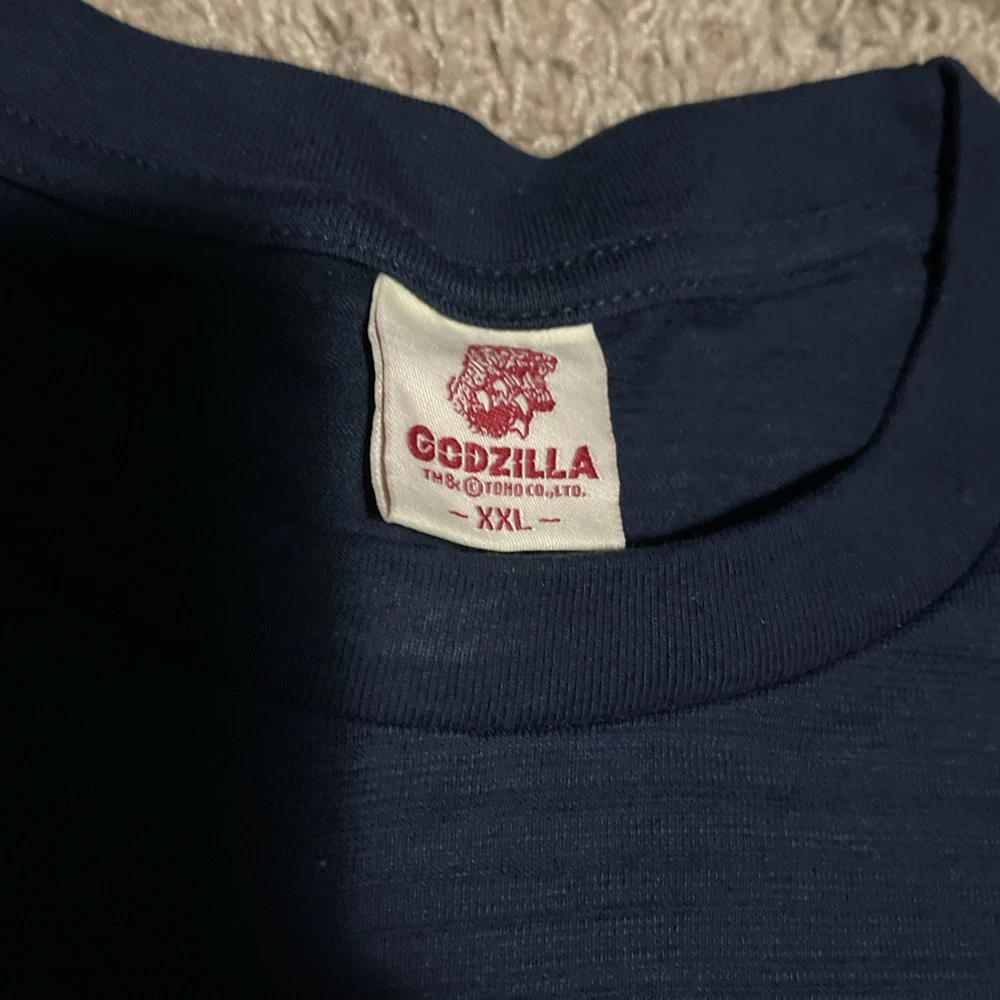 GODZILLA
TM & © TOHO CO., LTD.
- XXL -